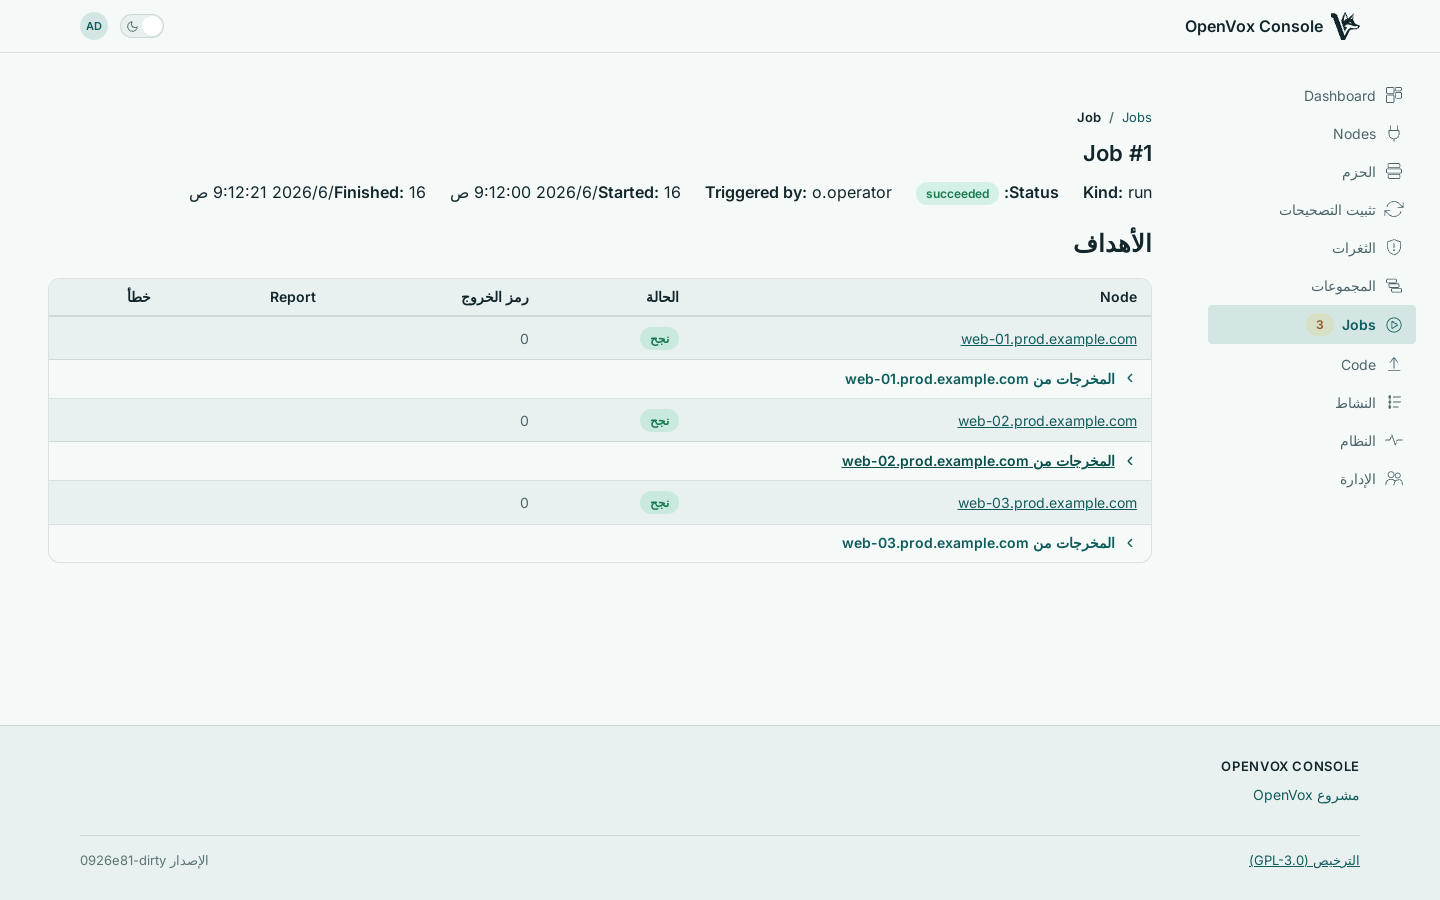 OpenVox Console
AD
Dashboard
Nodes
الحزم
تثبيت التصحيحات
الثغرات
المجموعات
Jobs 3
Code
النشاط
النظام
الإدارة
Jobs / Job
Job #1
Kind: run
Status: succeeded
Triggered by: o.operator
Started: 16/6/2026 9:12:00 ص
Finished: 16/6/2026 9:12:21 ص
الأهداف
Node الحالة رمز الخروج Report خطأ
web-01.prod.example.com نجح 0
المخرجات من web-01.prod.example.com
web-02.prod.example.com نجح 0
المخرجات من web-02.prod.example.com
web-03.prod.example.com نجح 0
المخرجات من web-03.prod.example.com
OPENVOX CONSOLE
مشروع OpenVox
الترخيص (GPL-3.0)
الإصدار 0926e81-dirty